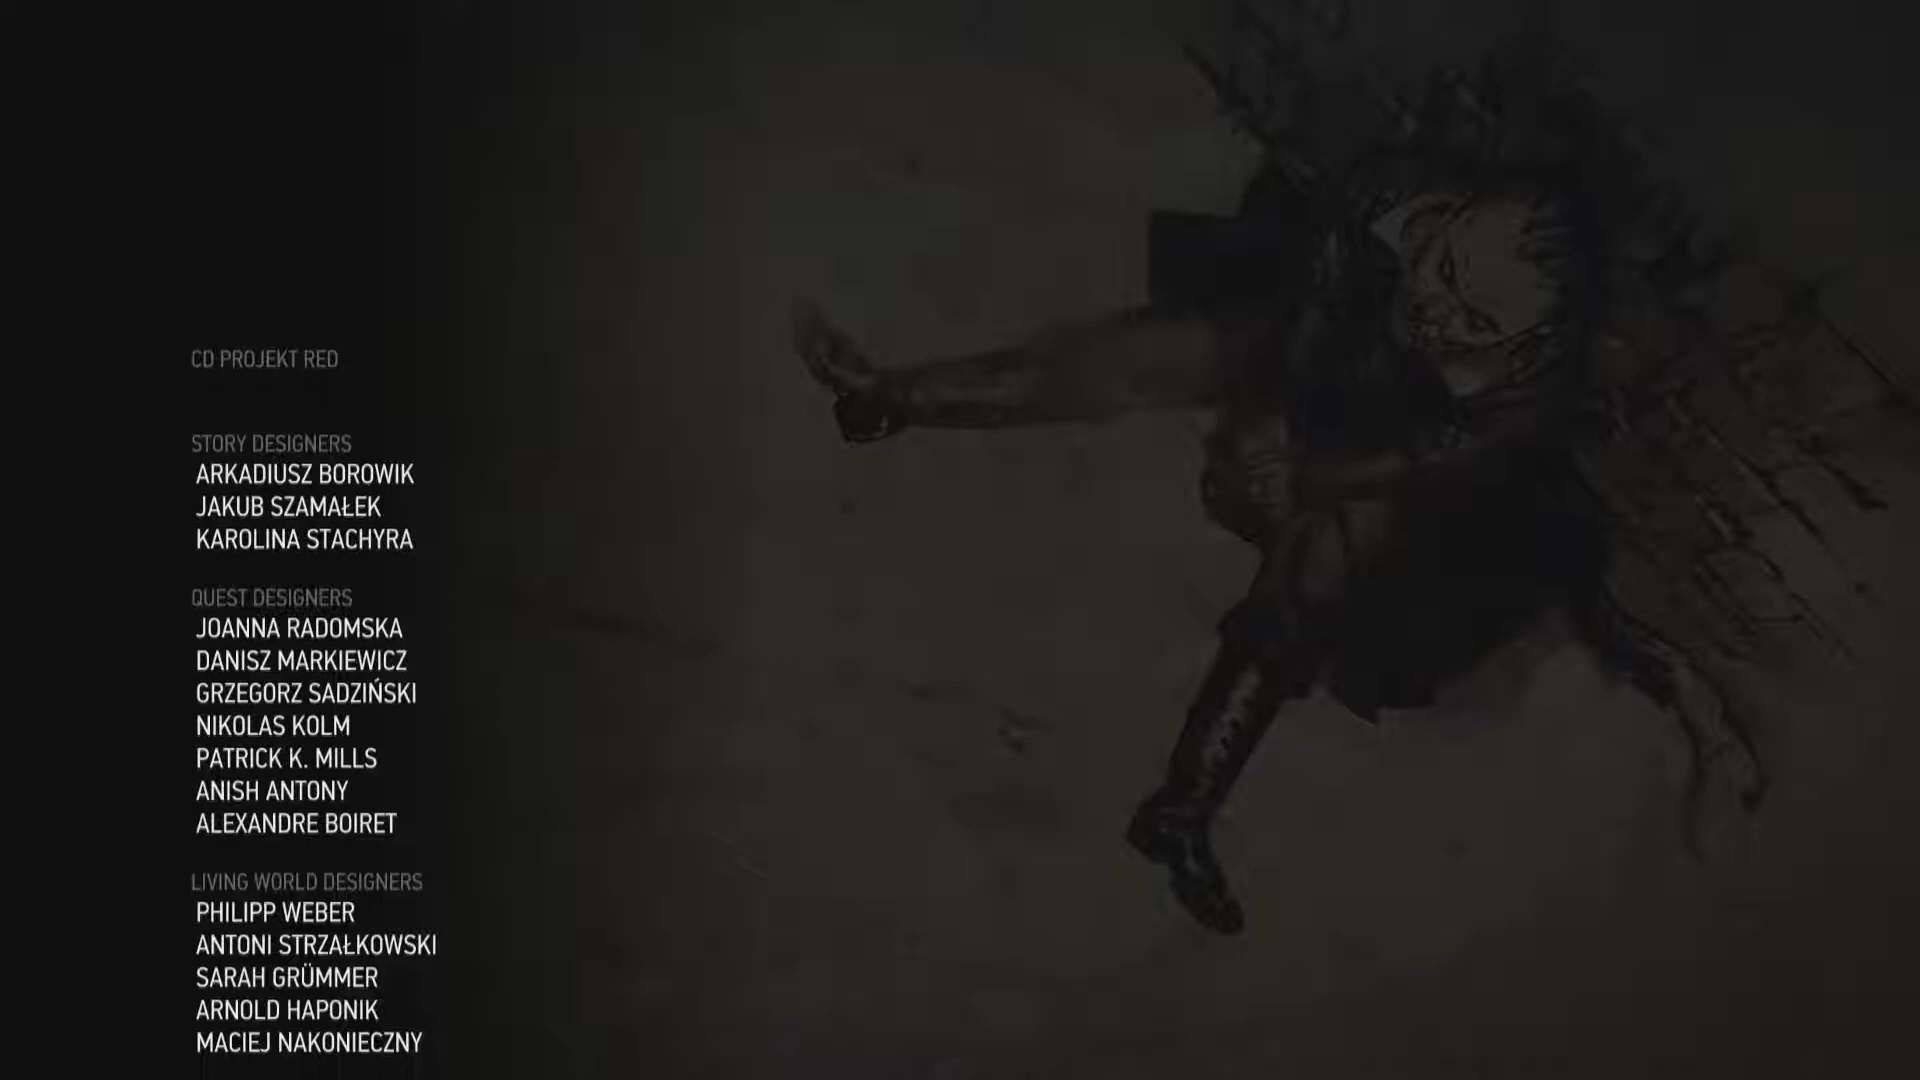 CD PROJEKT RED
STORY DESIGNERS
ARKADIUSZ BOROWIK
JAKUB SZAMAŁEK
KAROLINA STACHYRA
QUEST DESIGNERS
JOANNA RADOMSKA
DANISZ MARKIEWICZ
GRZEGORZ SADZIŃSKI
NIKOLAS KOLM
PATRICK K. MILLS
ANISH ANTONY
ALEXANDRE BOIRET
LIVING WORLD DESIGNERS
PHILIPP WEBER
ANTONI STRZAŁKOWSKI
SARAH GRÜMMER
ARNOLD HAPONIK
MACIEJ NAKONIECZNY